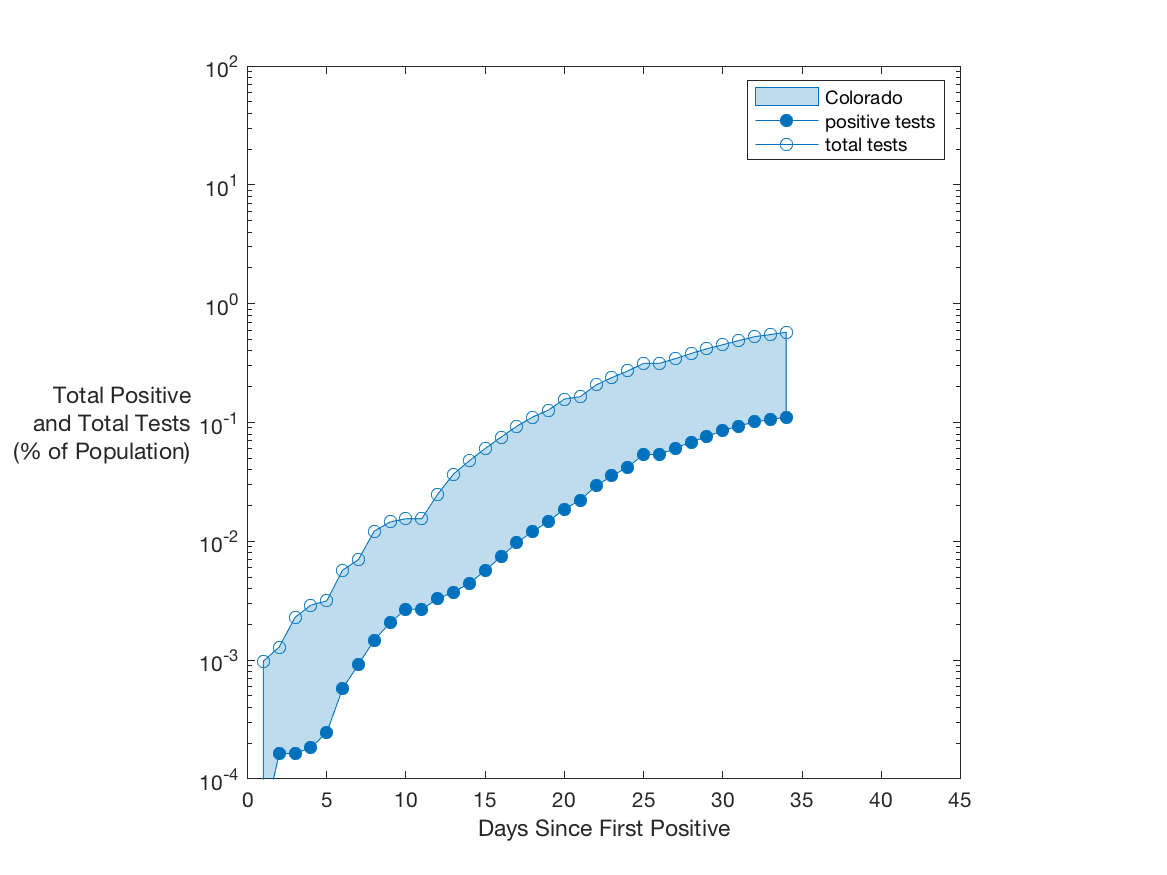 10^2
10^1
10^0
10^-1
10^-2
10^-3
10^-4
Total Positive
and Total Tests
(% of Population)
Colorado
positive tests
total tests
0 5 10 15 20 25 30 35 40 45
Days Since First Positive